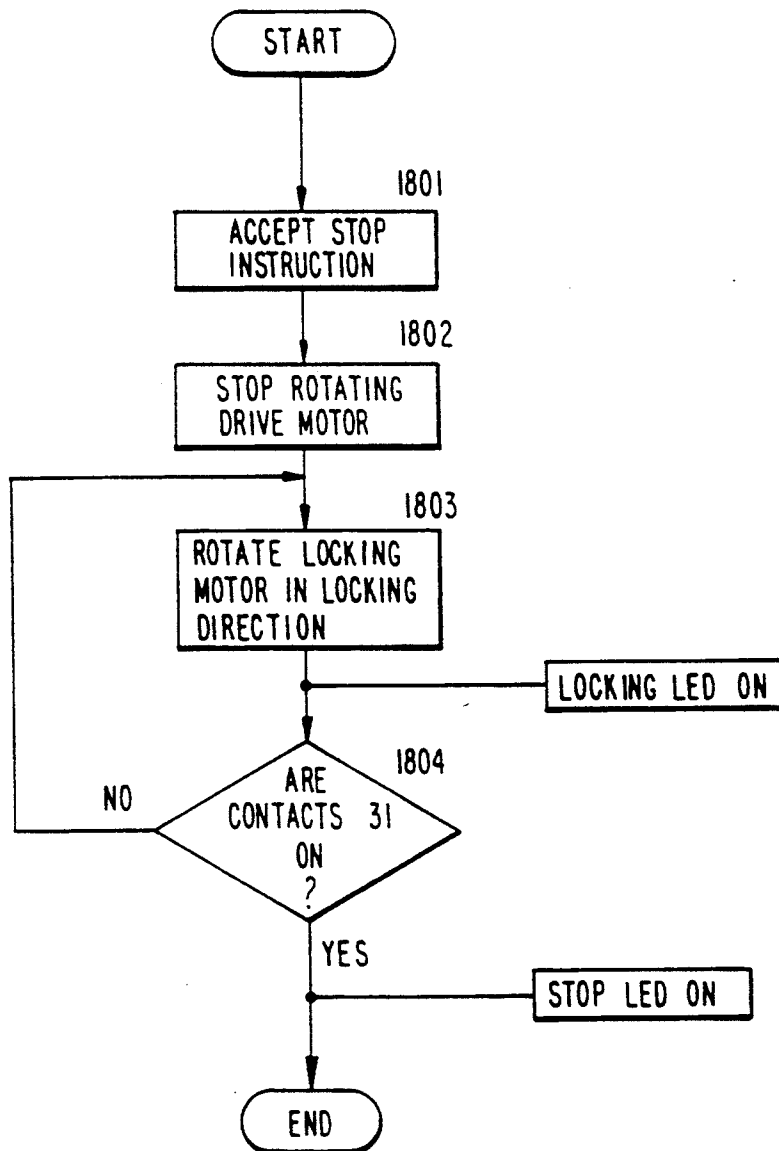 START
1801
ACCEPT STOP
INSTRUCTION
1802
STOP ROTATING
DRIVE MOTOR
1803
ROTATE LOCKING
MOTOR IN LOCKING
DIRECTION
LOCKING LED ON
1804
ARE
CONTACTS 31
ON
?
NO
YES
STOP LED ON
END